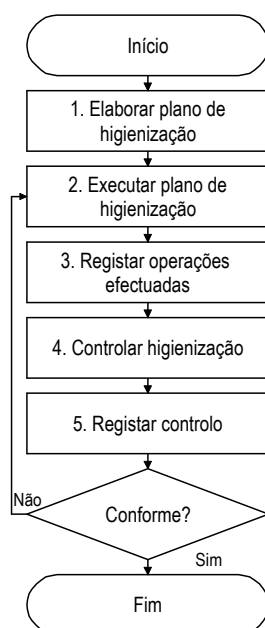 Início
1. Elaborar plano de
higienização
2. Executar plano de
higienização
3. Registar operações
efectuadas
4. Controlar higienização
5. Registar controlo
Não
Conforme?
Sim
Fim